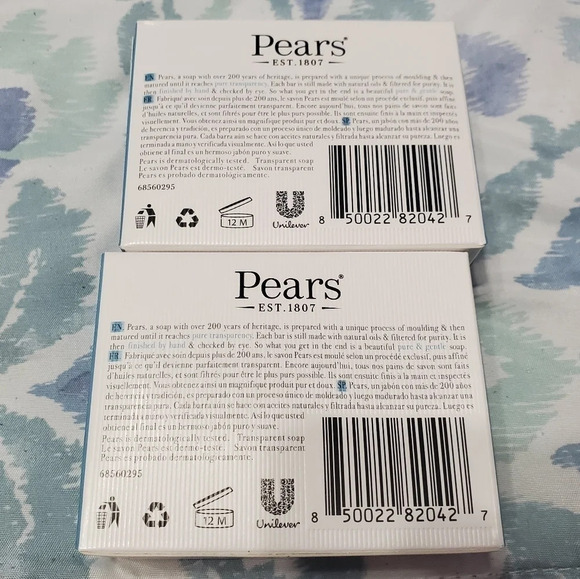 Pears®
EST. 1807
EN Pears, a soap with over 200 years of heritage, is prepared with a unique process of moulding & then
matured until it reaches pure transparency. Each bar is still made with natural oils & filtered for purity. It is
then finished by hand & checked by eye. So what you get in the end is a beautiful pure & gentle soap.
FR Fabriqué avec soin depuis plus de 200 ans, le savon Pears est moulé selon un procédé exclusif, puis affiné
jusqu'à ce qu'il devienne parfaitement transparent. Encore aujourd'hui, tous nos pains de savon sont faits
d'huiles naturelles, et sont filtrés pour être le plus purs possible. Ils sont ensuite finis à la main et inspectés
visuellement. Vous obtenez ainsi un magnifique produit pur et doux. SP Pears, un jabón con más de 200 años
de herencia y tradición, es preparado con un proceso único de moldeado y luego madurado hasta alcanzar una
transparencia pura. Cada barra aún se hace con aceites naturales y filtrada hasta alcanzar su pureza. Luego es
terminada a mano y verificada visualmente. Así lo que usted
obtiene al final es un hermoso jabón puro y suave.
Pears is dermatologically tested. Transparent soap
Le savon Pears est dermo-testé. Savon transparent
Pears es probado dermatologicamente.
68560295
12 M
Unilever
8 50022 82042 7
Pears®
EST. 1807
EN Pears, a soap with over 200 years of heritage, is prepared with a unique process of moulding & then
matured until it reaches pure transparency. Each bar is still made with natural oils & filtered for purity. It is
then finished by hand & checked by eye. So what you get in the end is a beautiful pure & gentle soap.
FR Fabriqué avec soin depuis plus de 200 ans, le savon Pears est moulé selon un procédé exclusif, puis affiné
jusqu'à ce qu'il devienne parfaitement transparent. Encore aujourd'hui, tous nos pains de savon sont faits
d'huiles naturelles, et sont filtrés pour être le plus purs possible. Ils sont ensuite finis à la main et inspectés
visuellement. Vous obtenez ainsi un magnifique produit pur et doux. SP Pears, un jabón con más de 200 años
de herencia y tradición, es preparado con un proceso único de moldeado y luego madurado hasta alcanzar una
transparencia pura. Cada barra aún se hace con aceites naturales y filtrada hasta alcanzar su pureza. Luego es
terminada a mano y verificada visualmente. Así lo que usted
obtiene al final es un hermoso jabón puro y suave.
Pears is dermatologically tested. Transparent soap
Le savon Pears est dermo-testé. Savon transparent
Pears es probado dermatologicamente.
68560295
12 M
Unilever
8 50022 82042 7